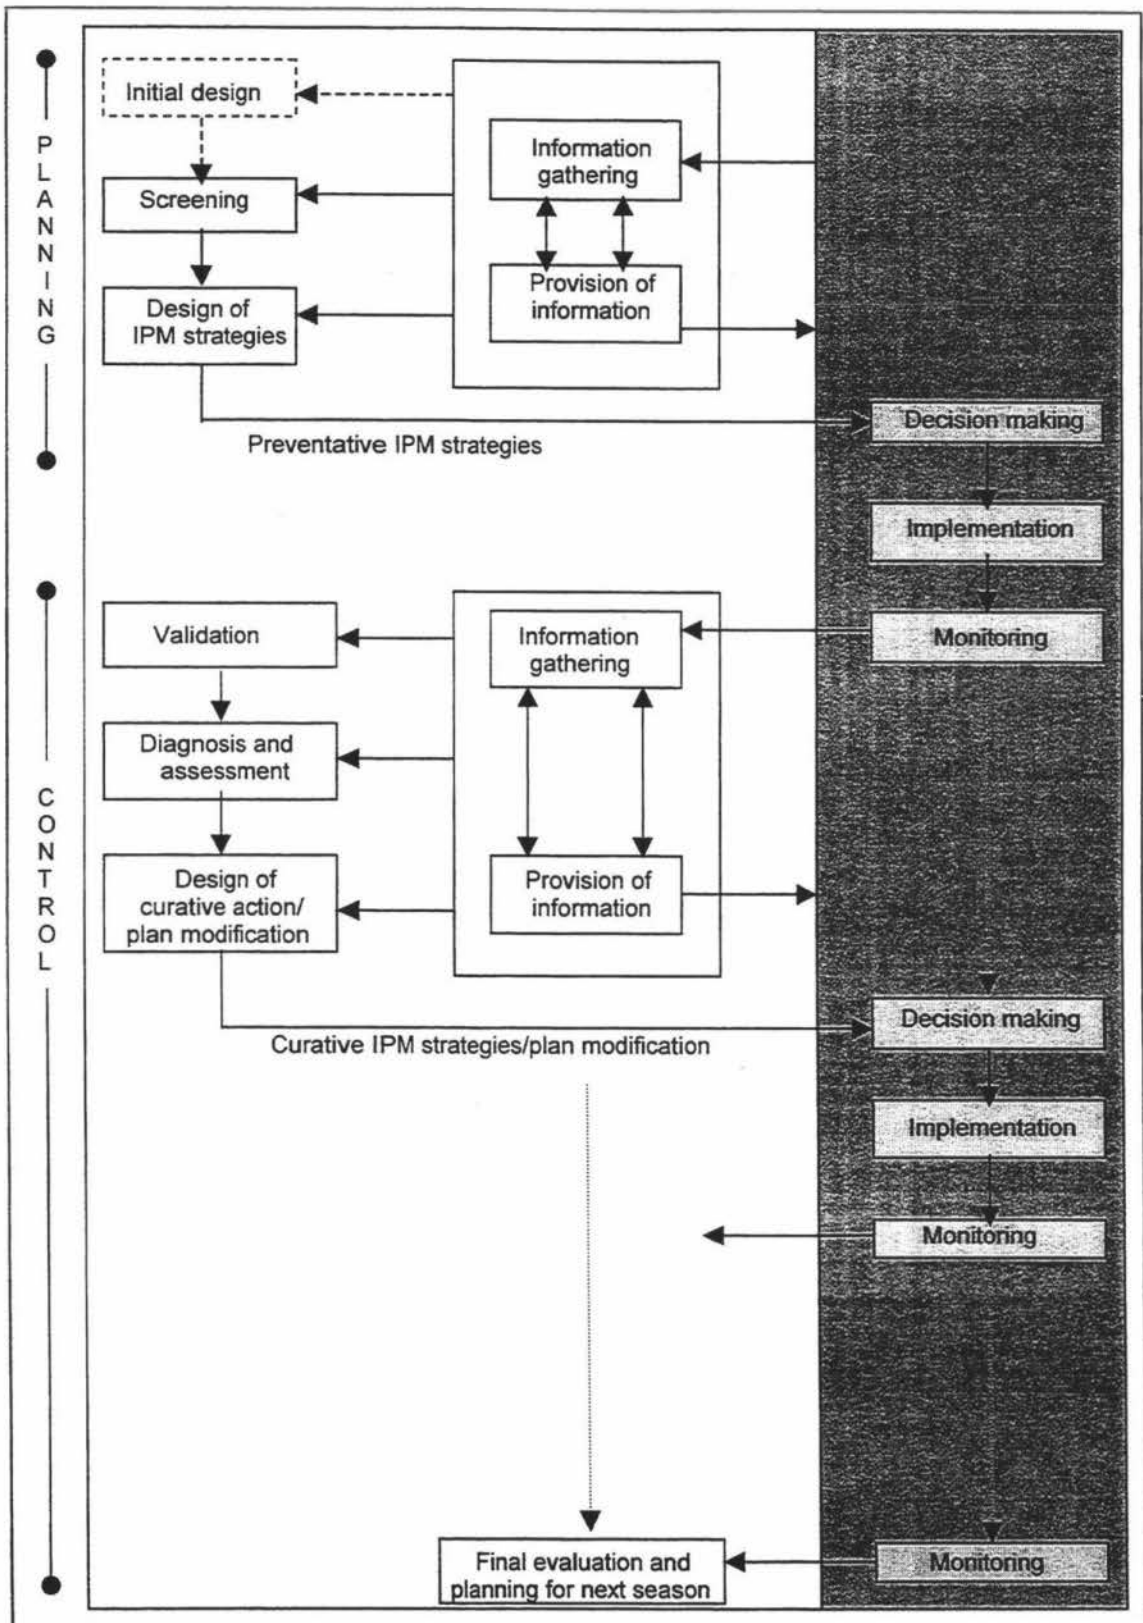 PLANNING
Initial design
Information
gathering
Screening
Provision of
information
Design of
IPM strategies
Decision making
Preventative IPM strategies
Implementation
CONTROL
Validation
Information
gathering
Monitoring
Diagnosis and
assessment
Design of
curative action/
plan modification
Provision of
information
Decision making
Curative IPM strategies/plan modification
Implementation
Monitoring
Final evaluation and
planning for next season
Monitoring